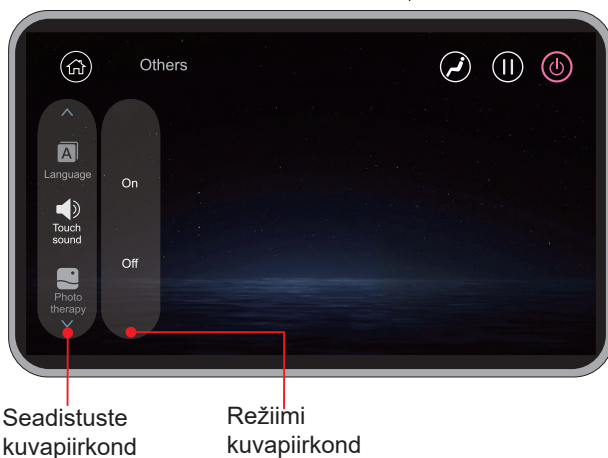 Others
A
Language
Touch
sound
Photo
therapy
On
Off
Seadistuste
kuvapiirkond
Režiimi
kuvapiirkond